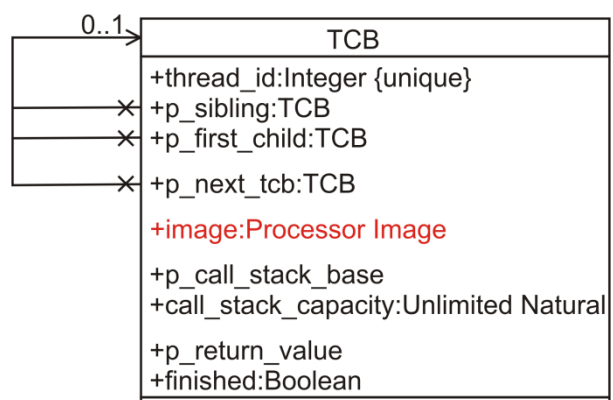 0..1
TCB
+thread_id:Integer {unique}
+p_sibling:TCB
+p_first_child:TCB
+p_next_tcb:TCB
+image:Processor Image
+p_call_stack_base
+call_stack_capacity:Unlimited Natural
+p_return_value
+finished:Boolean